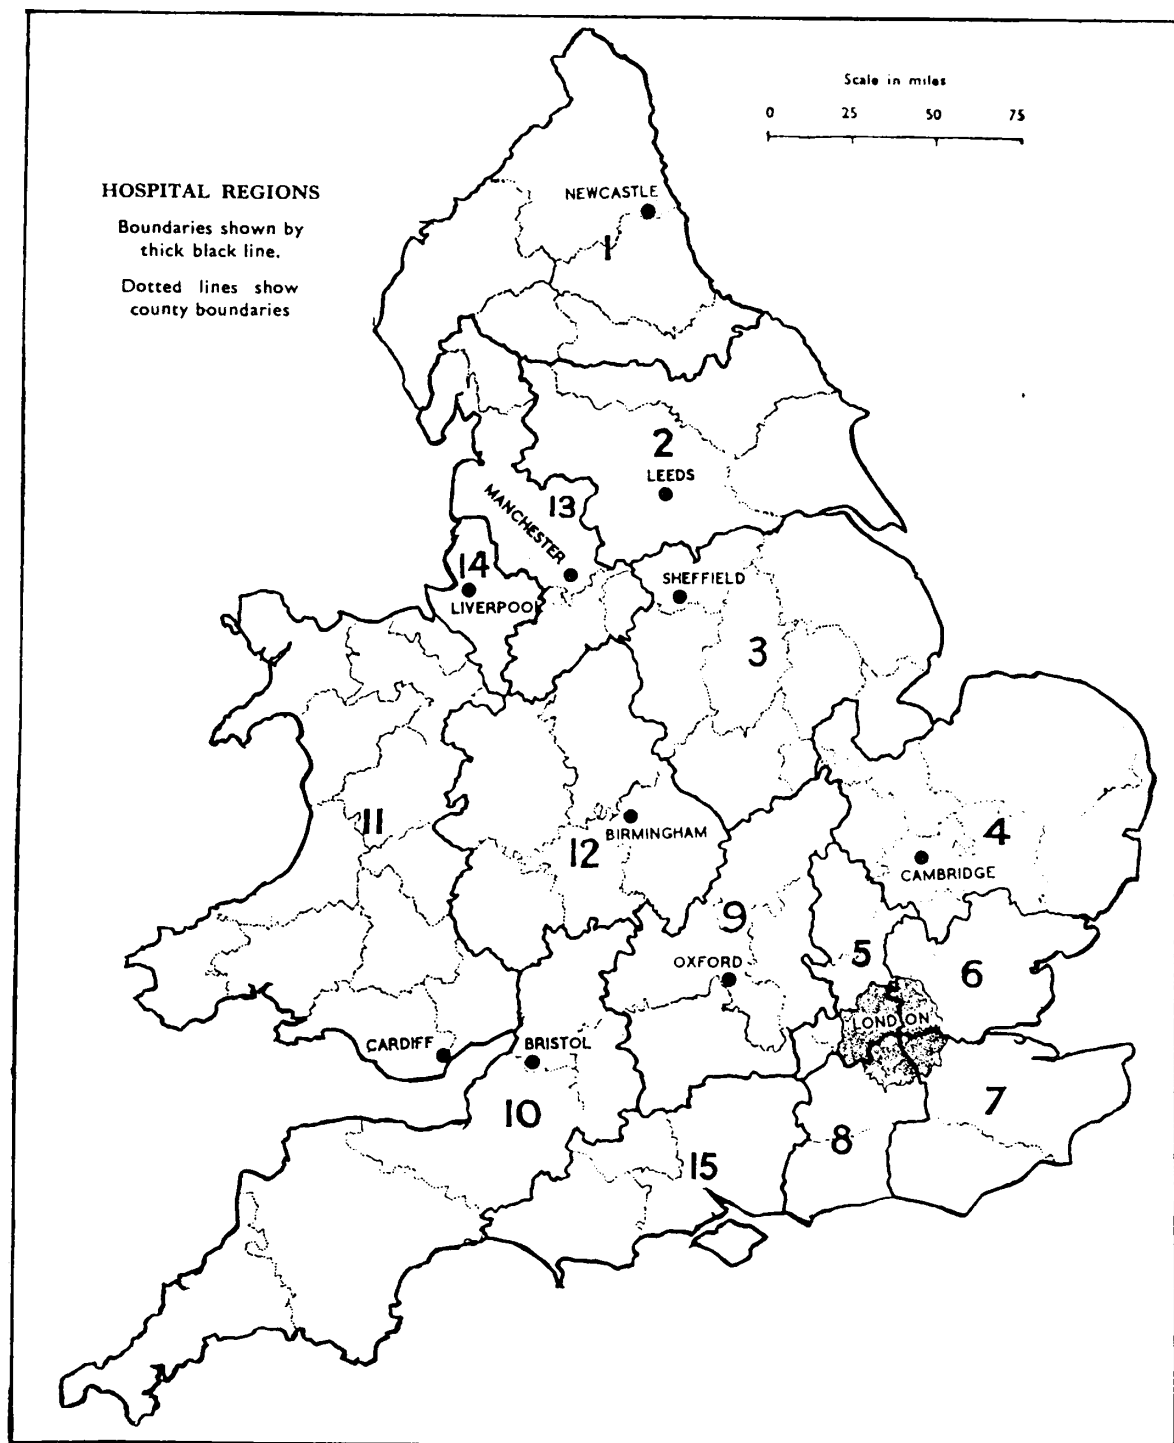 Scale in miles
0 25 50 75
HOSPITAL REGIONS
Boundaries shown by
thick black line.
Dotted lines show
county boundaries
NEWCASTLE
1
2
LEEDS
MANCHESTER
13
14
LIVERPOOL
SHEFFIELD
3
11
12
BIRMINGHAM
4
CAMBRIDGE
9
OXFORD
5
6
LONDON
CARDIFF
BRISTOL
10
7
8
15